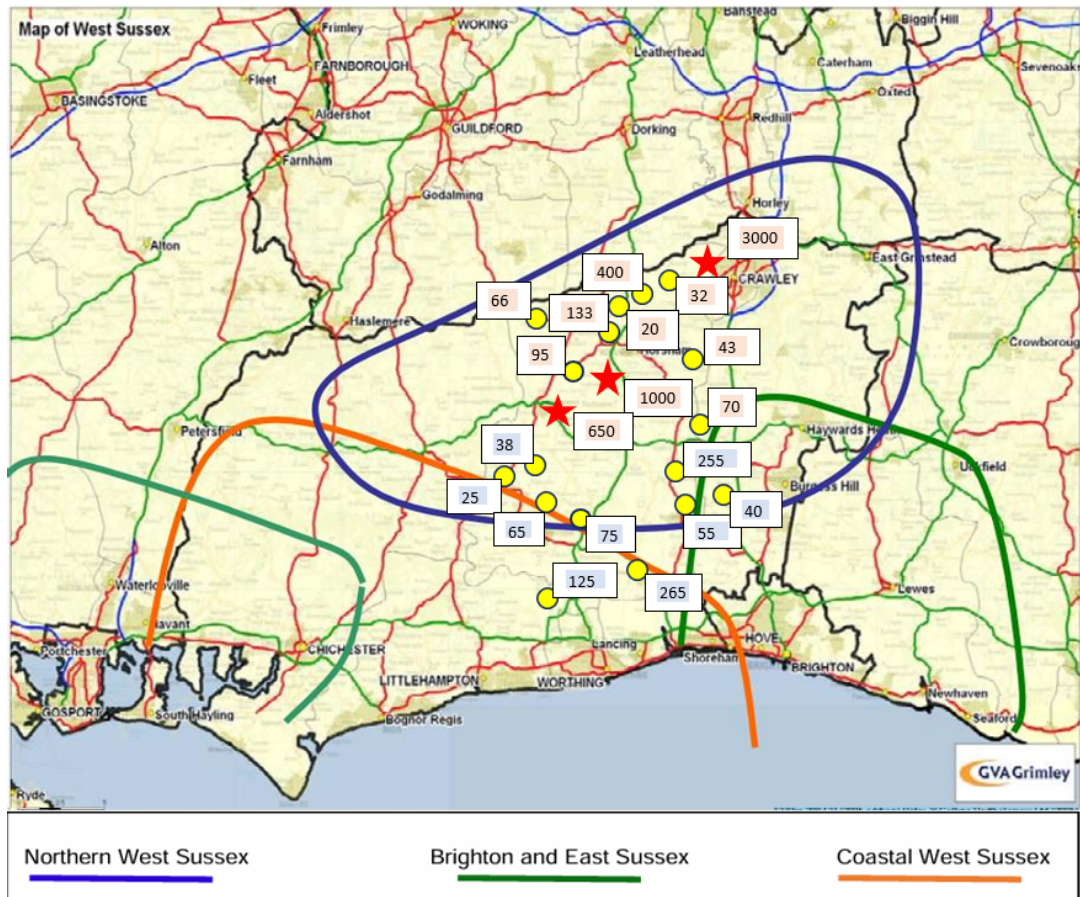 Map of West Sussex
Banstead
Biggin Hill
Frimley
WOKING
Leatherhead
Caterham
Sevenoaks
FARNBOROUGH
Fleet
Oxted
BASINGSTOKE
Aldershot
Redhill
GUILDFORD
Dorking
Farnham
Godalming
Horley
3000
Alton
East Grinstead
400
CRAWLEY
32
66
133
20
Haslemere
43
Crowboroug
95
1000
70
Petersfield
650
Haywards He
38
255
Uckfield
25
Burgess Hill
40
65
75
55
125
265
Waterlooville
Lewes
Havant
Portchester
CHICHESTER
Lancing
HOVE
Shoreham
BRIGHTON
LITTLEHAMPTON
WORTHING
Newhaven
GOSPORT
South Hayling
Bognor Regis
Seaford
GVA Grimley
Ryde
Northern West Sussex
Brighton and East Sussex
Coastal West Sussex